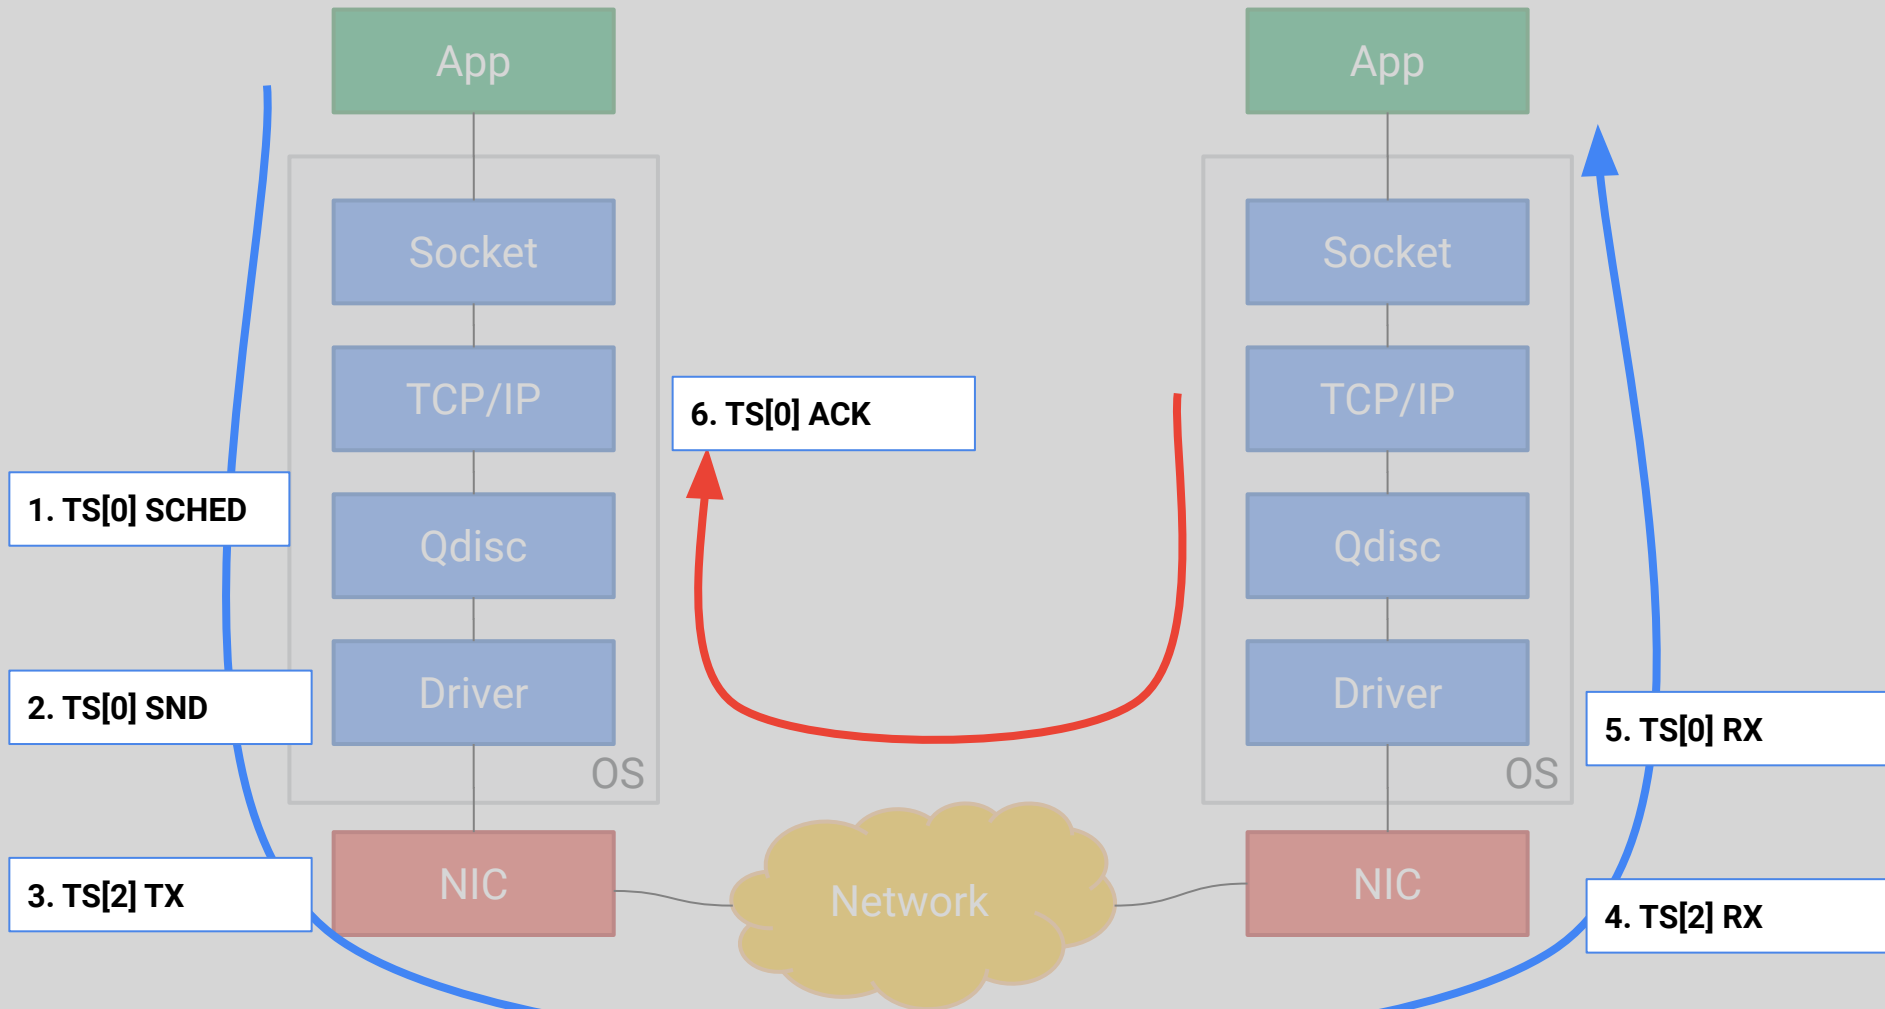 App
App
Socket
Socket
TCP/IP
6. TS[0] ACK
TCP/IP
1. TS[0] SCHED
Qdisc
Qdisc
2. TS[0] SND
Driver
Driver
5. TS[0] RX
OS
OS
3. TS[2] TX
NIC
Network
NIC
4. TS[2] RX